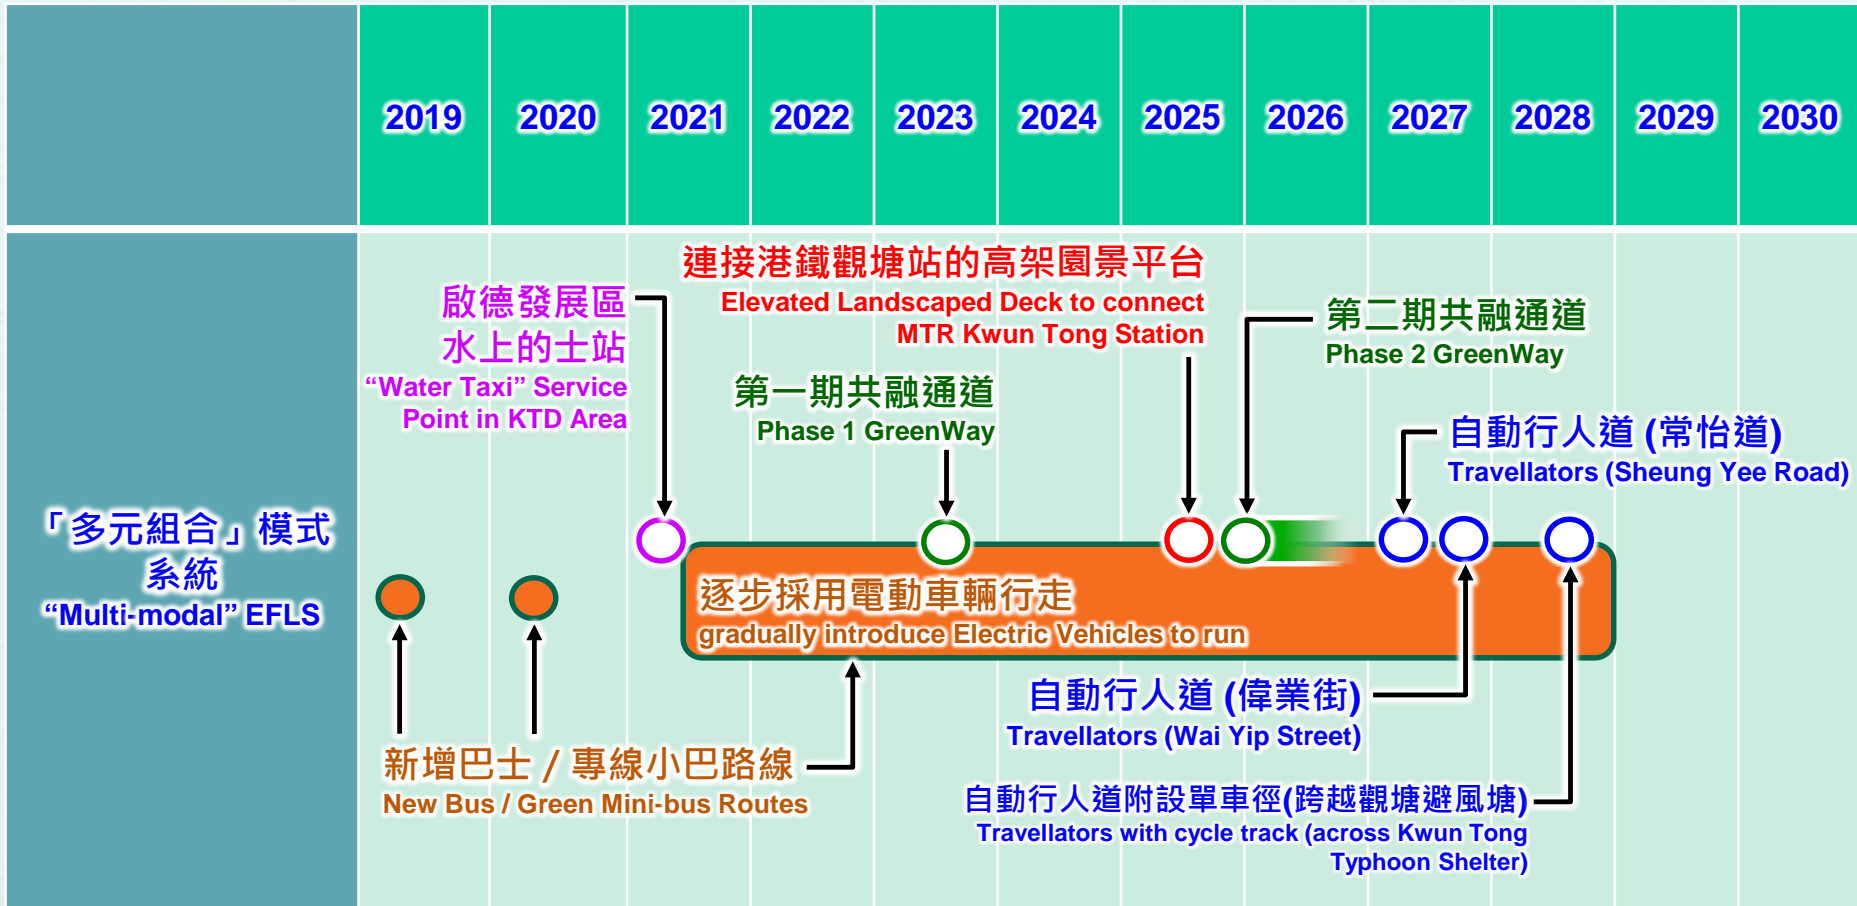 2019
2020
2021
2022
2023
2024
2025
2026
2027
2028
2029
2030
「多元組合」模式
系統
“Multi-modal” EFLS
啟德發展區
水上的士站
“Water Taxi” Service
Point in KTD Area
連接港鐵觀塘站的高架園景平台
Elevated Landscaped Deck to connect
MTR Kwun Tong Station
第一期共融通道
Phase 1 GreenWay
第二期共融通道
Phase 2 GreenWay
自動行人道 (常怡道)
Travellators (Sheung Yee Road)
逐步採用電動車輛行走
gradually introduce Electric Vehicles to run
自動行人道 (偉業街)
Travellators (Wai Yip Street)
新增巴士 / 專線小巴路線
New Bus / Green Mini-bus Routes
自動行人道附設單車徑(跨越觀塘避風塘)
Travellators with cycle track (across Kwun Tong
Typhoon Shelter)